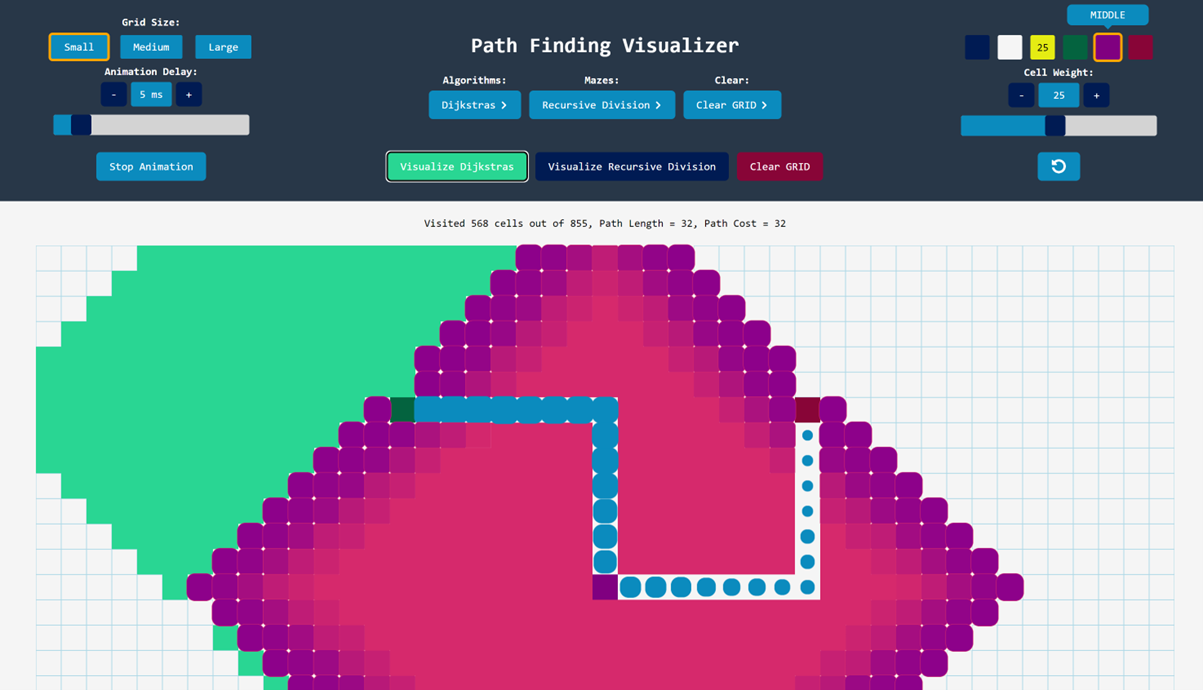 Grid Size:
Small
Medium
Large
Animation Delay:
-
5 ms
+
Stop Animation
Path Finding Visualizer
Algorithms:
Mazes:
Clear:
Dijkstras >
Recursive Division >
Clear GRID >
Visualize Dijkstras
Visualize Recursive Division
Clear GRID
MIDDLE
25
Cell Weight:
-
25
+
Visited 568 cells out of 855, Path Length = 32, Path Cost = 32